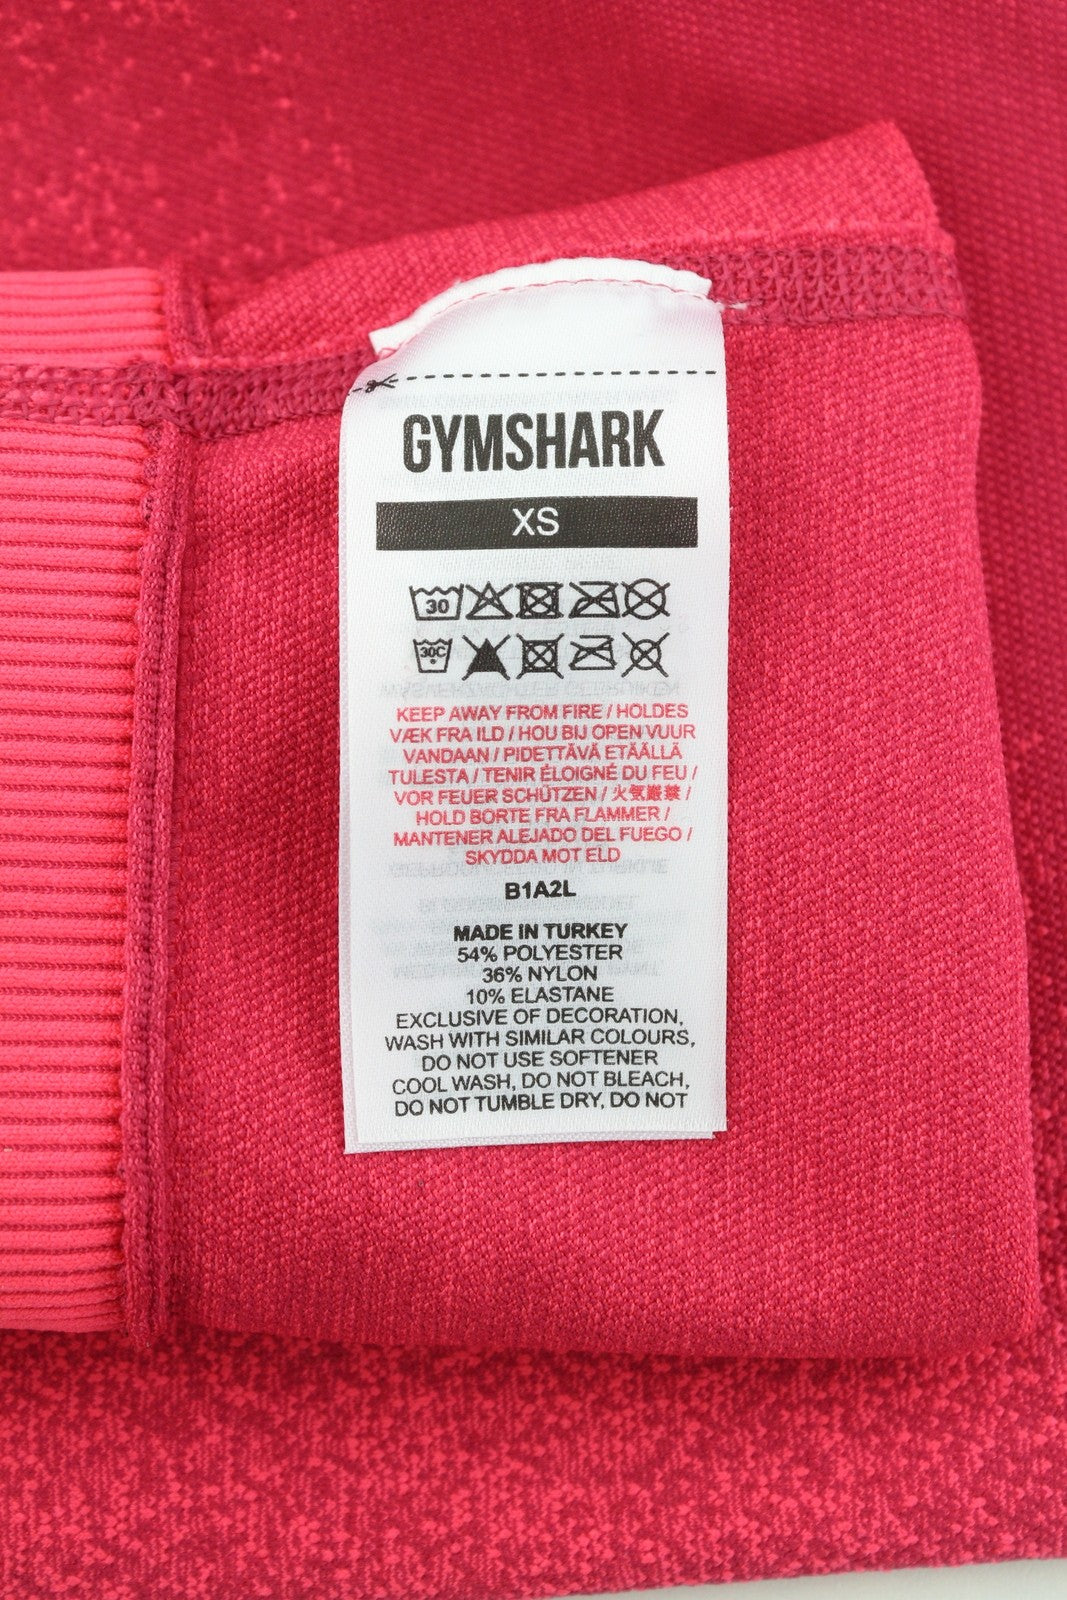 GYMSHARK
XS
30
30C
KEEP AWAY FROM FIRE / HOLDES
VÆK FRA ILD / HOU BIJ OPEN VUUR
VANDAAN / PIDETTÄVÄ ETÄÄLLÄ
TULESTA / TENIR ÉLOIGNÉ DU FEU /
VOR FEUER SCHÜTZEN / 火気厳禁 /
HOLD BORTE FRA FLAMMER /
MANTENER ALEJADO DEL FUEGO /
SKYDDA MOT ELD
B1A2L
MADE IN TURKEY
54% POLYESTER
36% NYLON
10% ELASTANE
EXCLUSIVE OF DECORATION,
WASH WITH SIMILAR COLOURS,
DO NOT USE SOFTENER
COOL WASH, DO NOT BLEACH,
DO NOT TUMBLE DRY, DO NOT